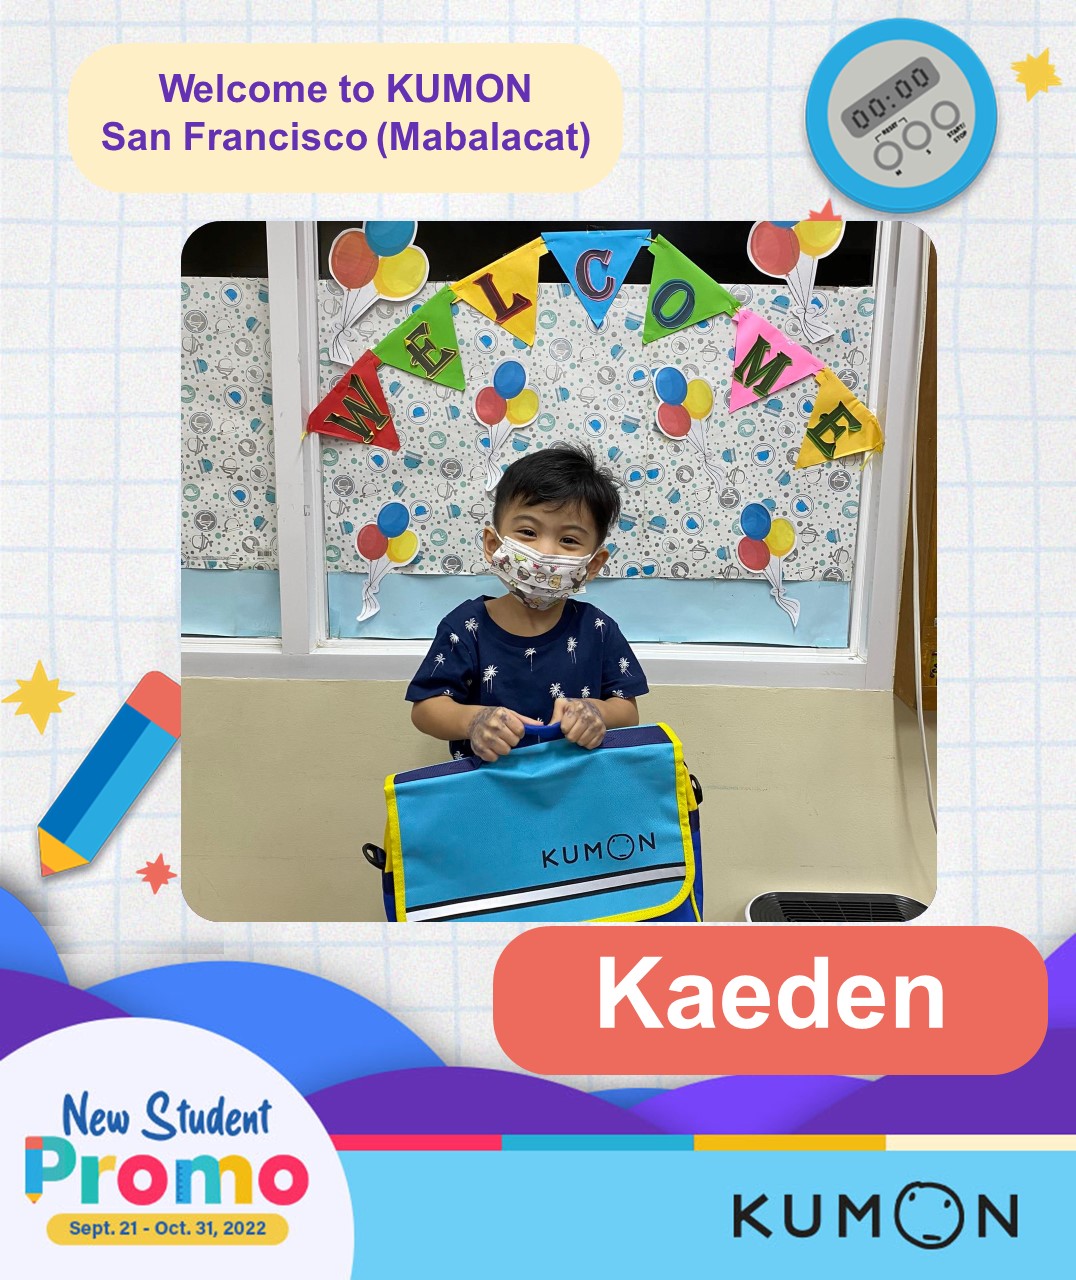 Welcome to KUMON
San Francisco (Mabalacat)
00:00
RESET
M
S
START/
STOP
WELCOME
KUMON
Kaeden
New Student
Promo
Sept. 21 - Oct. 31, 2022
KUMON